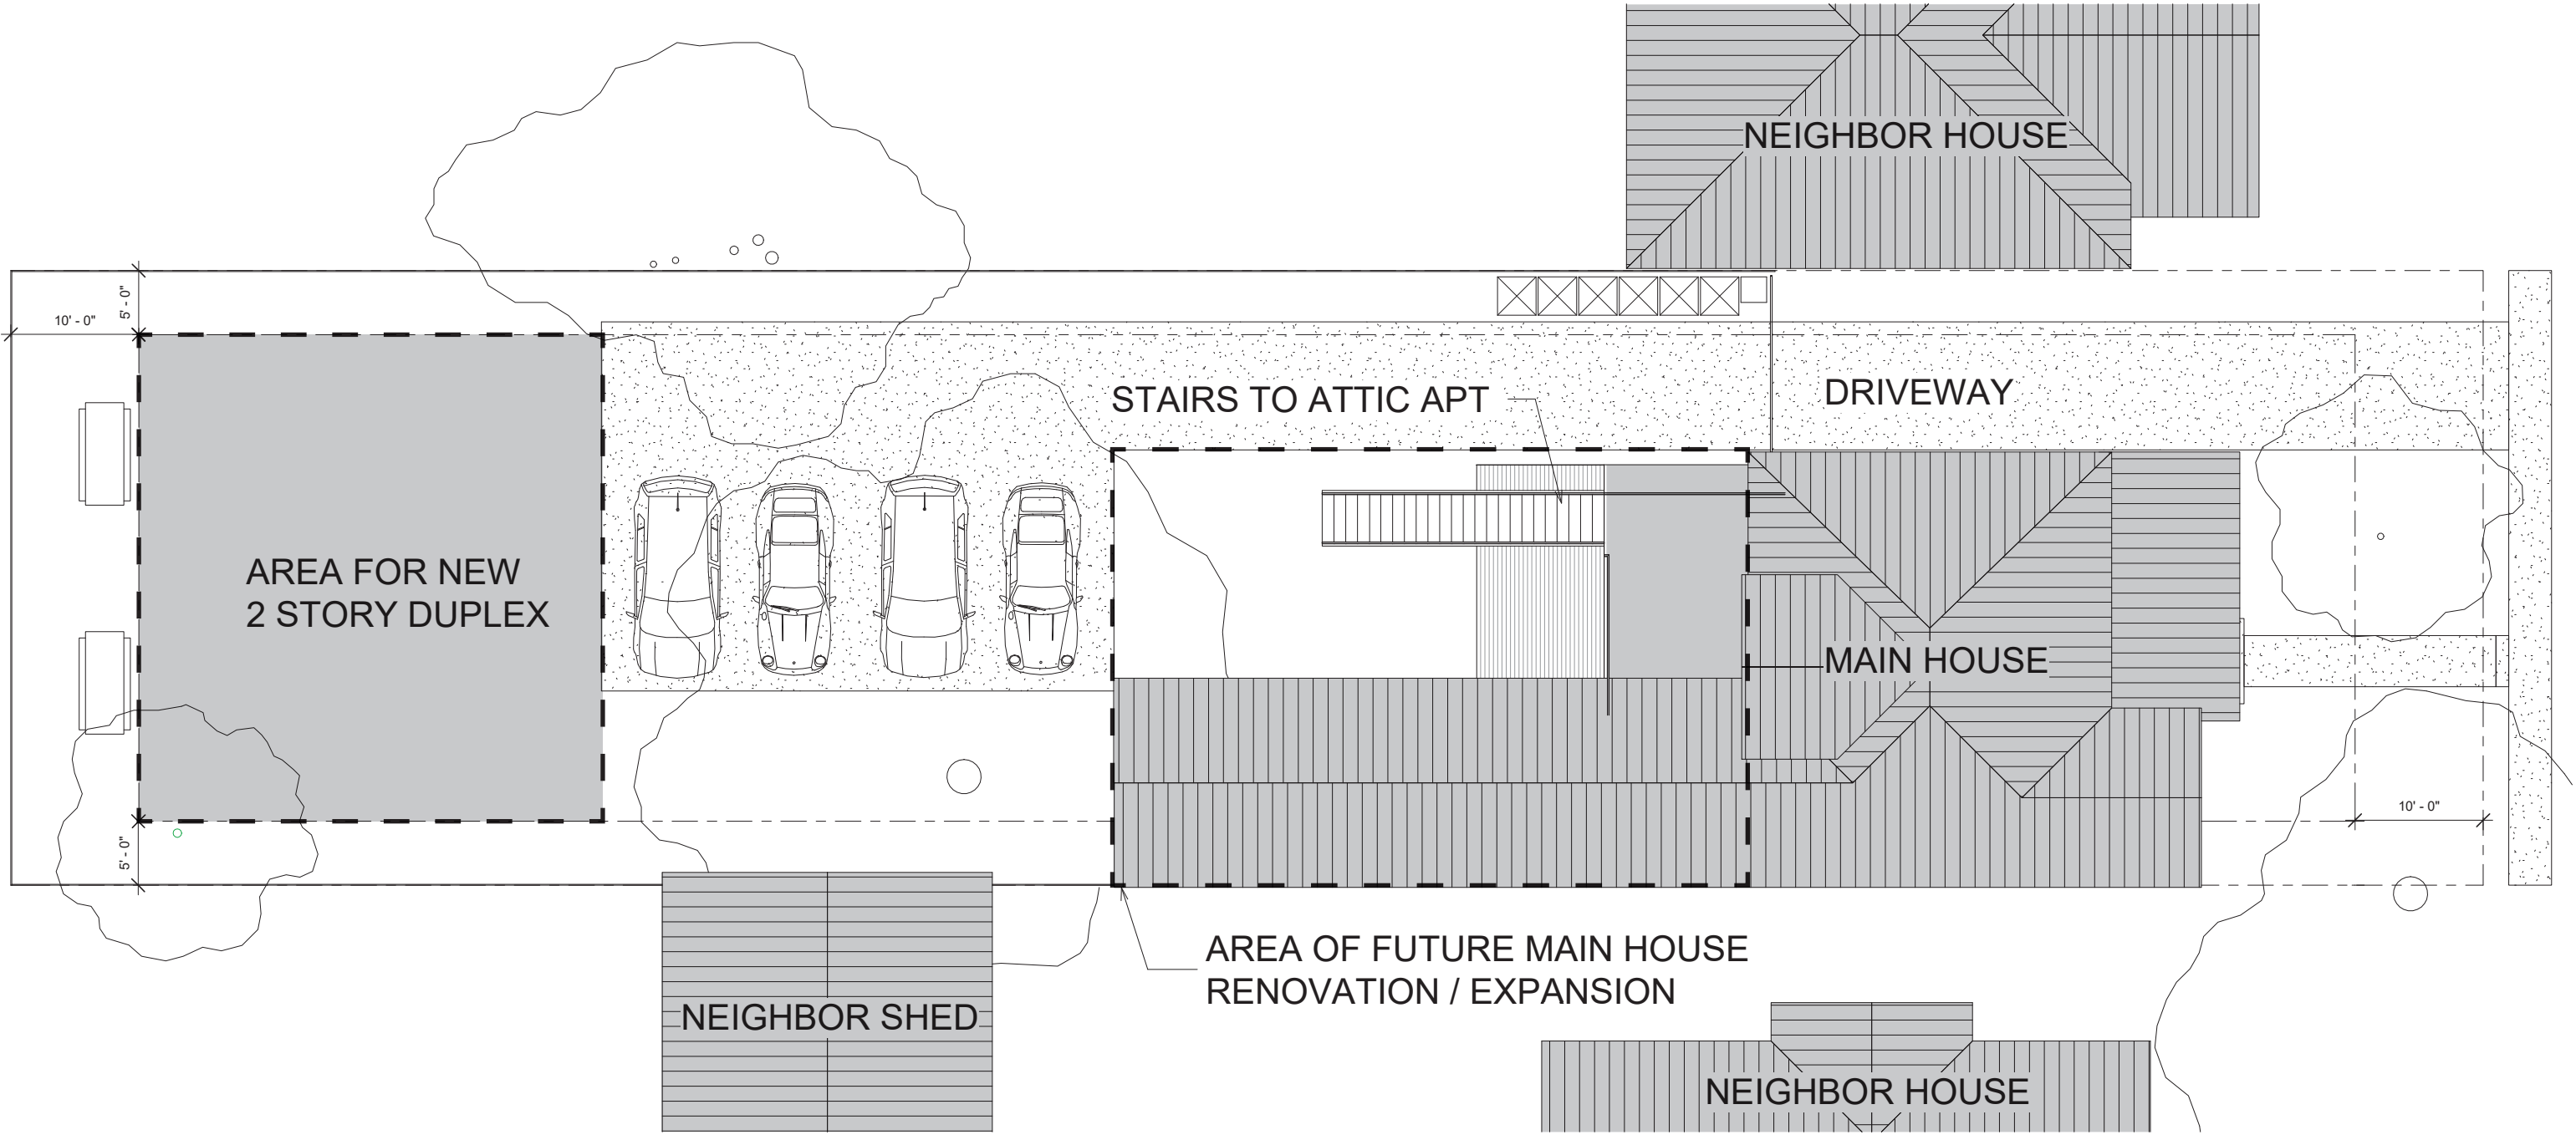 NEIGHBOR HOUSE
10' - 0"
5' - 0"
STAIRS TO ATTIC APT
DRIVEWAY
AREA FOR NEW
2 STORY DUPLEX
MAIN HOUSE
10' - 0"
5' - 0"
AREA OF FUTURE MAIN HOUSE
RENOVATION / EXPANSION
NEIGHBOR SHED
NEIGHBOR HOUSE